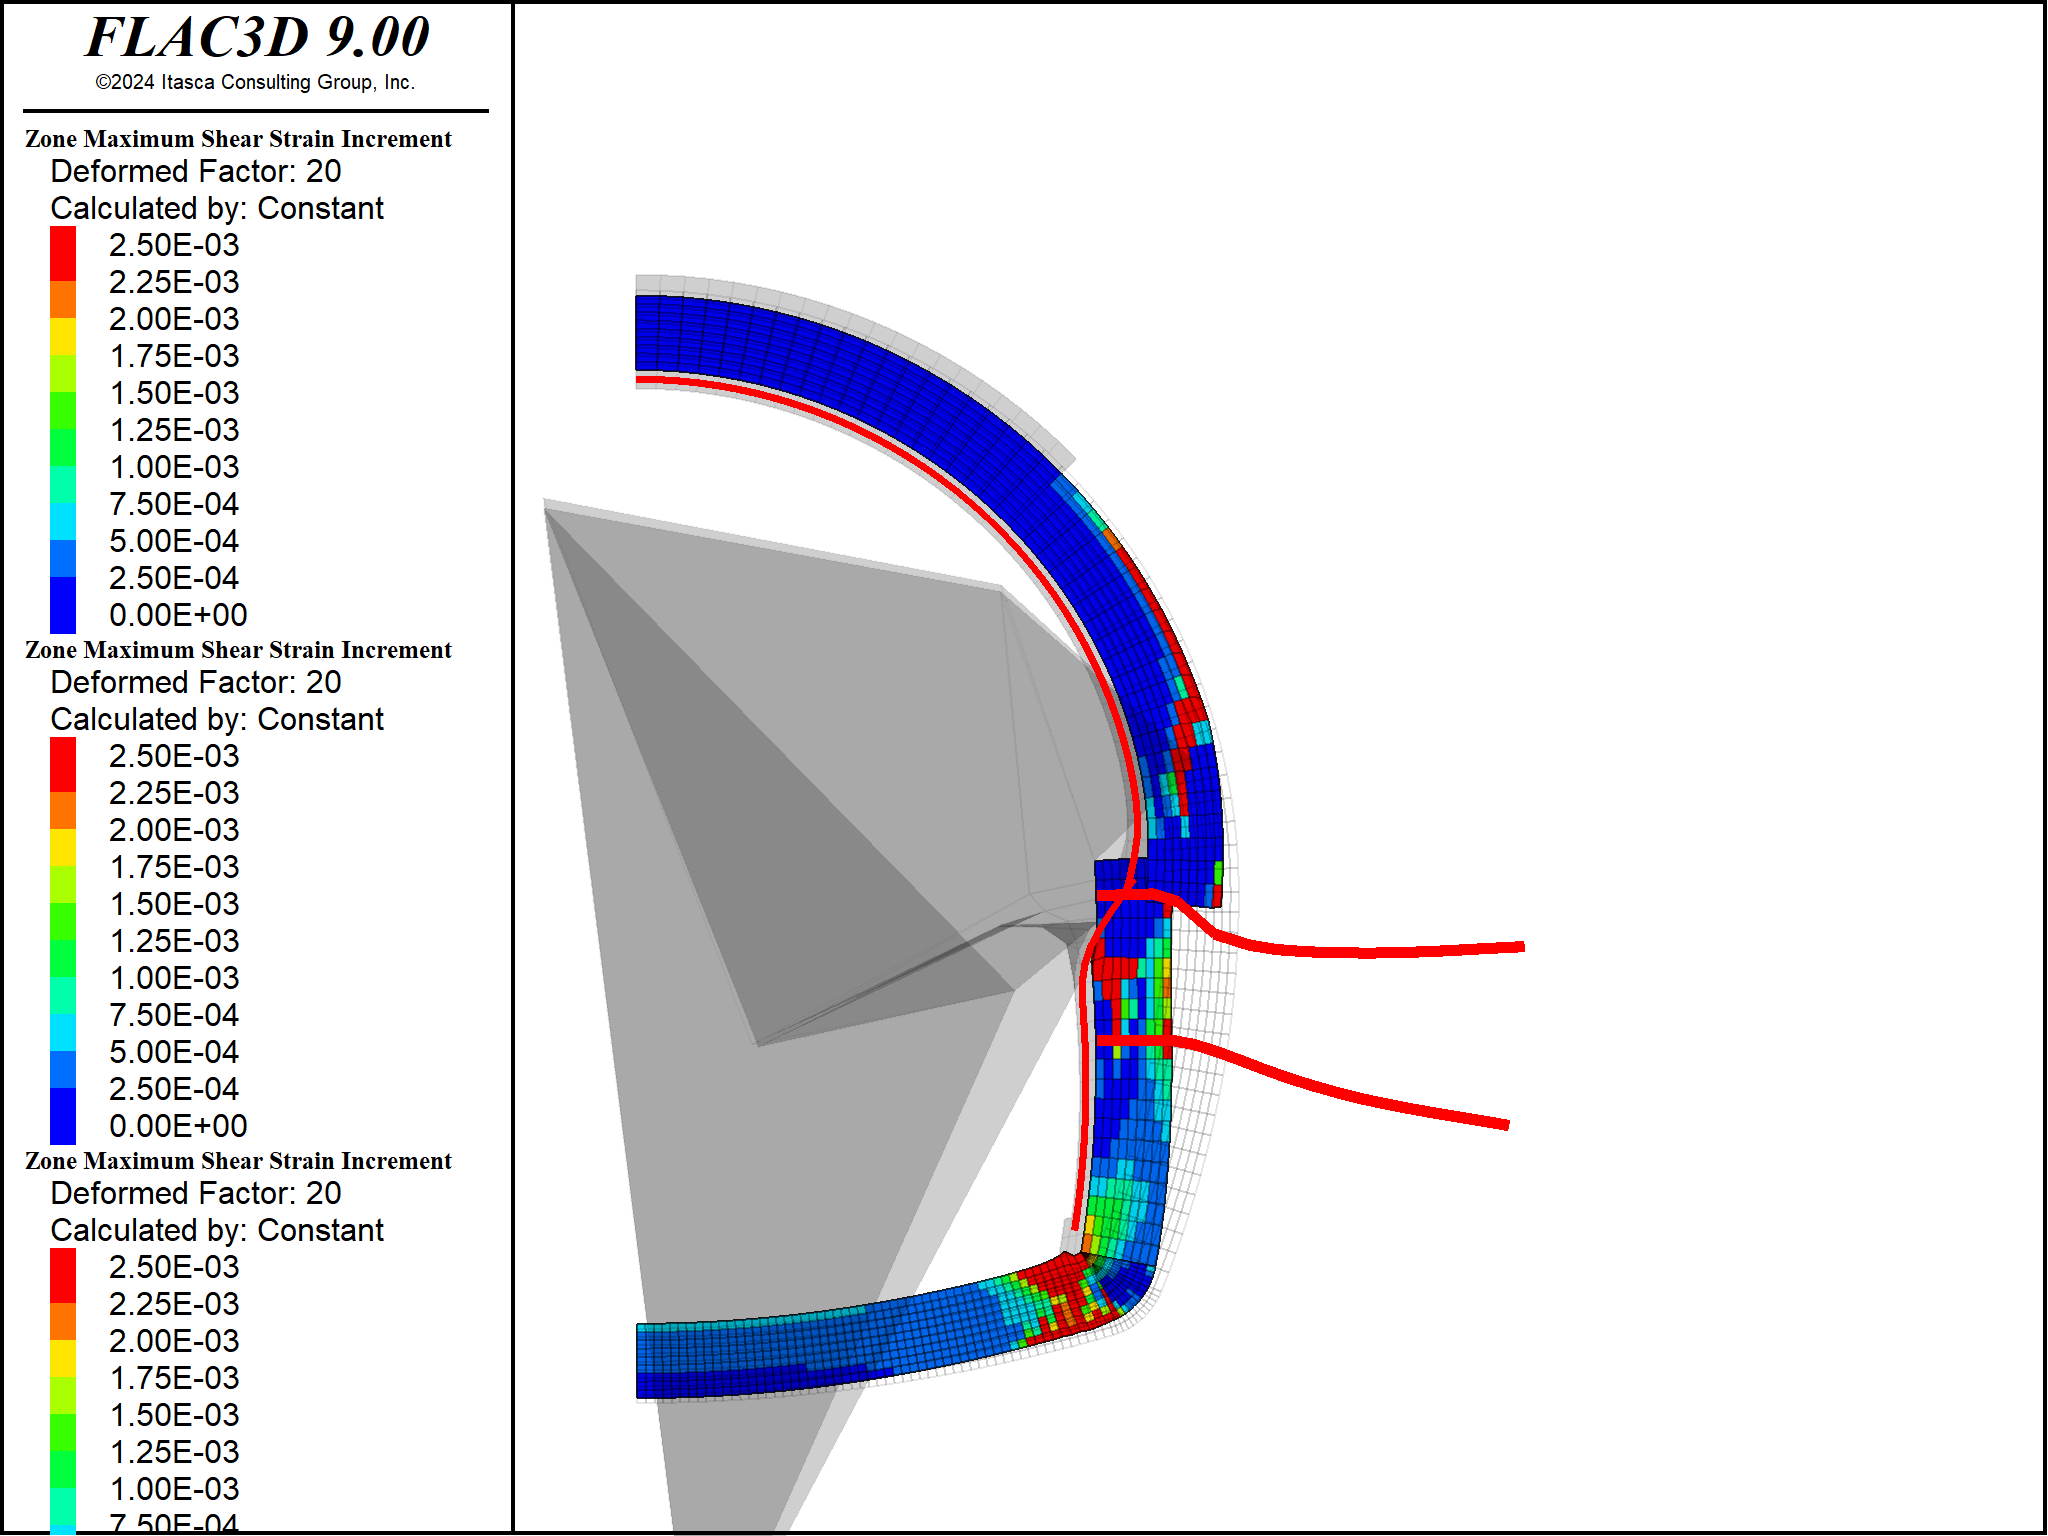 FLAC3D 9.00
©2024 Itasca Consulting Group, Inc.
Zone Maximum Shear Strain Increment
Deformed Factor: 20
Calculated by: Constant
2.50E-03
2.25E-03
2.00E-03
1.75E-03
1.50E-03
1.25E-03
1.00E-03
7.50E-04
5.00E-04
2.50E-04
0.00E+00
Zone Maximum Shear Strain Increment
Deformed Factor: 20
Calculated by: Constant
2.50E-03
2.25E-03
2.00E-03
1.75E-03
1.50E-03
1.25E-03
1.00E-03
7.50E-04
5.00E-04
2.50E-04
0.00E+00
Zone Maximum Shear Strain Increment
Deformed Factor: 20
Calculated by: Constant
2.50E-03
2.25E-03
2.00E-03
1.75E-03
1.50E-03
1.25E-03
1.00E-03
7.50E-04